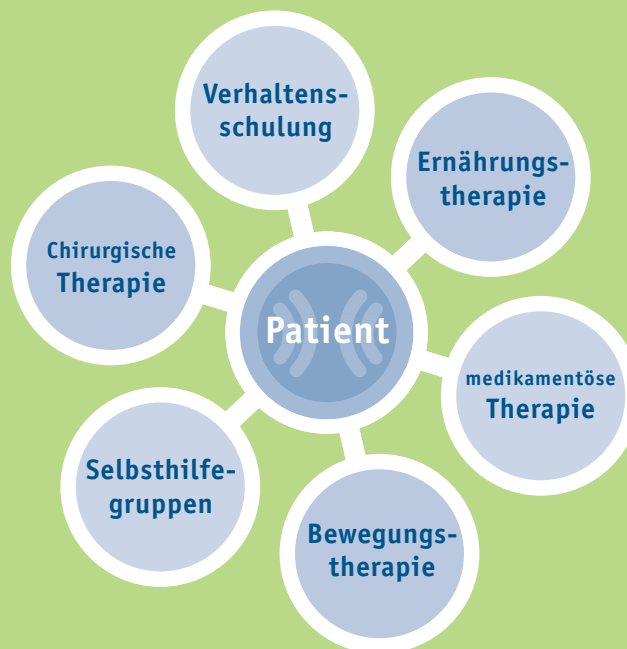 Verhaltens-
schulung
Ernährungs-
therapie
Chirurgische
Therapie
Patient
medikamentöse
Therapie
Selbsthilfe-
gruppen
Bewegungs-
therapie